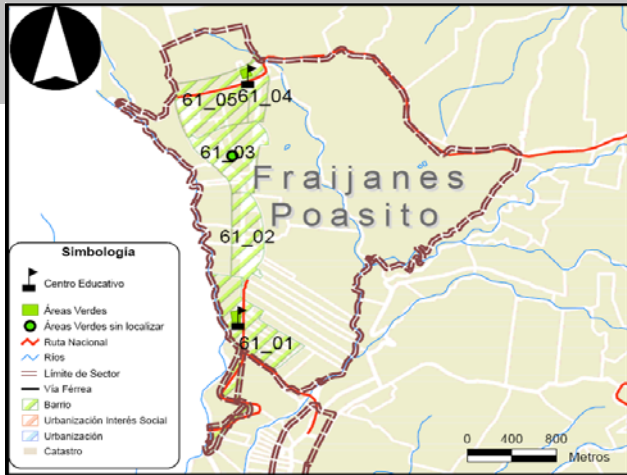 61_05
61_04
61_03
Fraijanes
Poasito
61_02
61_01
Simbología
Centro Educativo
Áreas Verdes
Áreas Verdes sin localizar
Ruta Nacional
Ríos
Límite de Sector
Vía Férrea
Barrio
Urbanización Interés Social
Urbanización
Catastro
0 400 800
Metros